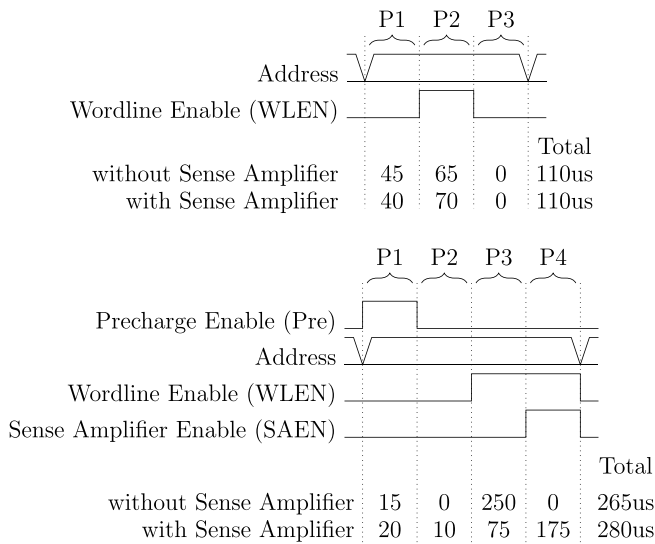 P1 P2 P3
Address
Wordline Enable (WLEN)
Total
without Sense Amplifier 45 65 0 110us
with Sense Amplifier 40 70 0 110us
P1 P2 P3 P4
Precharge Enable (Pre)
Address
Wordline Enable (WLEN)
Sense Amplifier Enable (SAEN)
Total
without Sense Amplifier 15 0 250 0 265us
with Sense Amplifier 20 10 75 175 280us